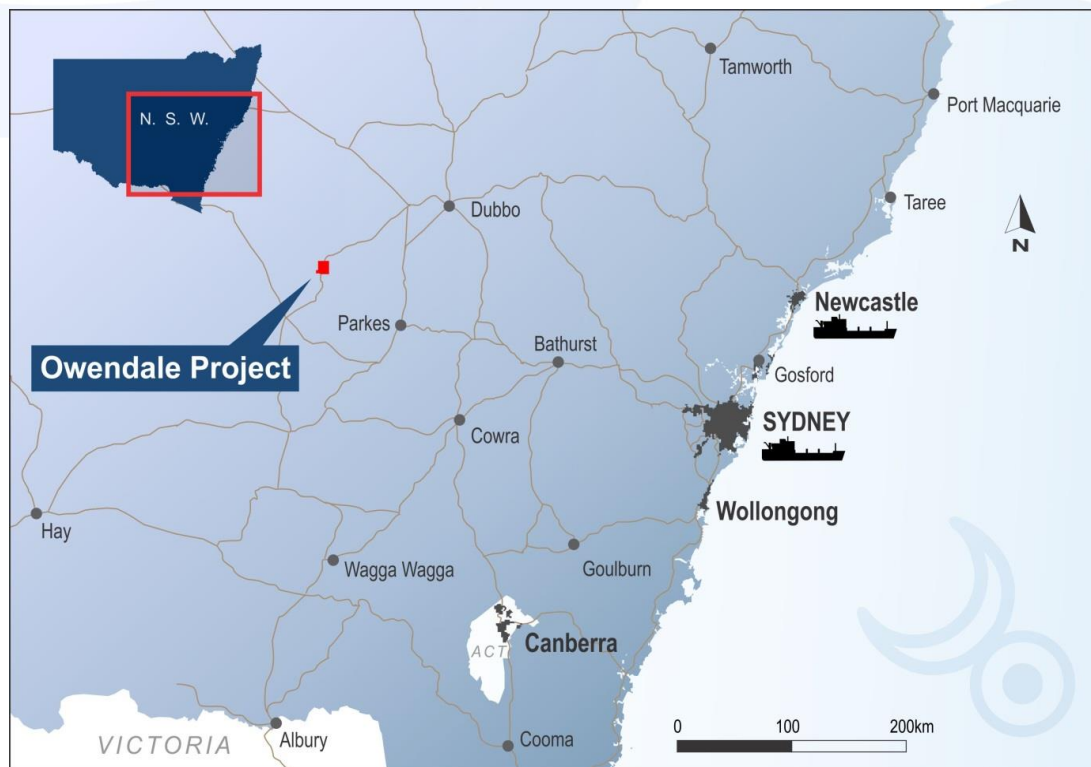 N. S. W.
Tamworth
Port Macquarie
Dubbo
Taree
N
Newcastle
Parkes
Bathurst
Owendale Project
Gosford
SYDNEY
Cowra
Wollongong
Hay
Wagga Wagga
Goulburn
Canberra
ACT
VICTORIA
Albury
Cooma
0 100 200km